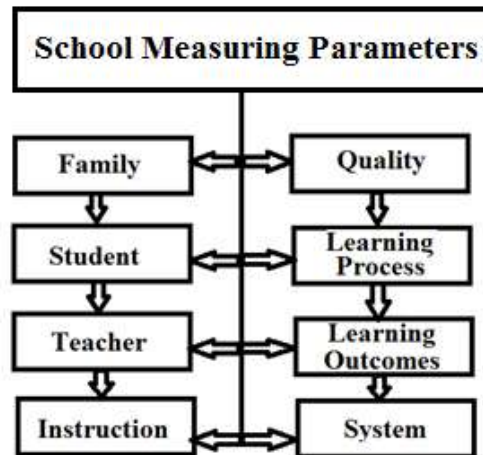 School Measuring Parameters
Family
Quality
Student
Learning
Process
Teacher
Learning
Outcomes
Instruction
System